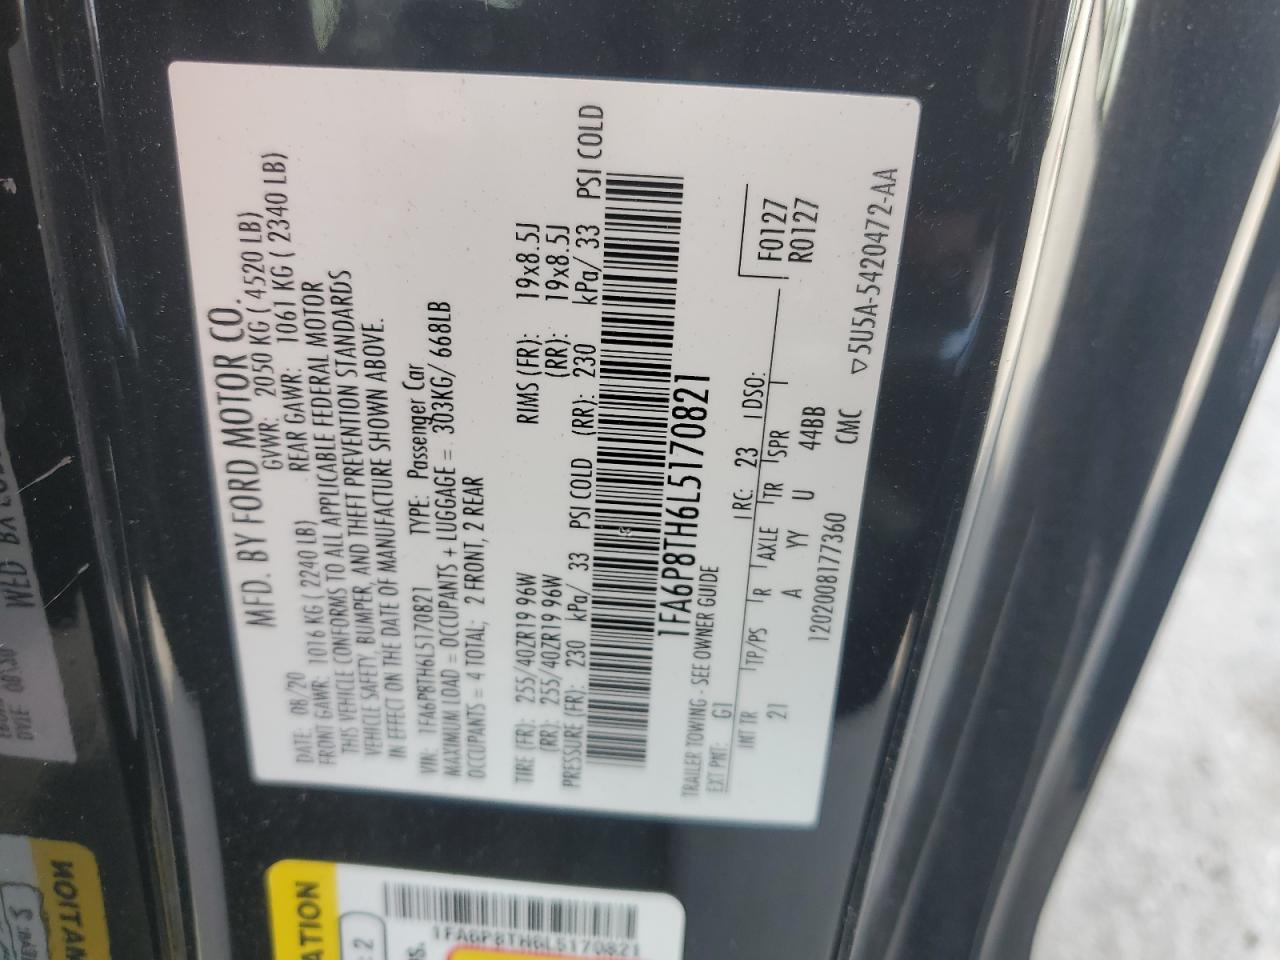 MFD. BY FORD MOTOR CO.
DATE: 08/20 GVWR: 2050 KG ( 4520 LB)
FRONT GAWR: 1016 KG ( 2240 LB) REAR GAWR: 1061 KG ( 2340 LB)
THIS VEHICLE CONFORMS TO ALL APPLICABLE FEDERAL MOTOR
VEHICLE SAFETY, BUMPER, AND THEFT PREVENTION STANDARDS
IN EFFECT ON THE DATE OF MANUFACTURE SHOWN ABOVE.
VIN: 1FA6P8TH6L5170821 TYPE: Passenger Car
MAXIMUM LOAD = OCCUPANTS + LUGGAGE = 303KG/ 668LB
OCCUPANTS = 4 TOTAL; 2 FRONT, 2 REAR
TIRE (FR): 255/40ZR19 96W RIMS (FR): 19x8.5J
(RR): 255/40ZR19 96W (RR): 19x8.5J
PRESSURE (FR): 230 kPa/ 33 PSI COLD (RR): 230 kPa/ 33 PSI COLD
1FA6P8TH6L5170821
TRAILER TOWING - SEE OWNER GUIDE
EXT PNT: G1 RC: 23 DSO: F0127
R0127
INT TR TP/PS R AXLE TR SPR
21 A YY U 44BB
1202008177360 CMC ▽5U5A-5420472-AA
ATION
: 2
1FA6P8TH6L5170821